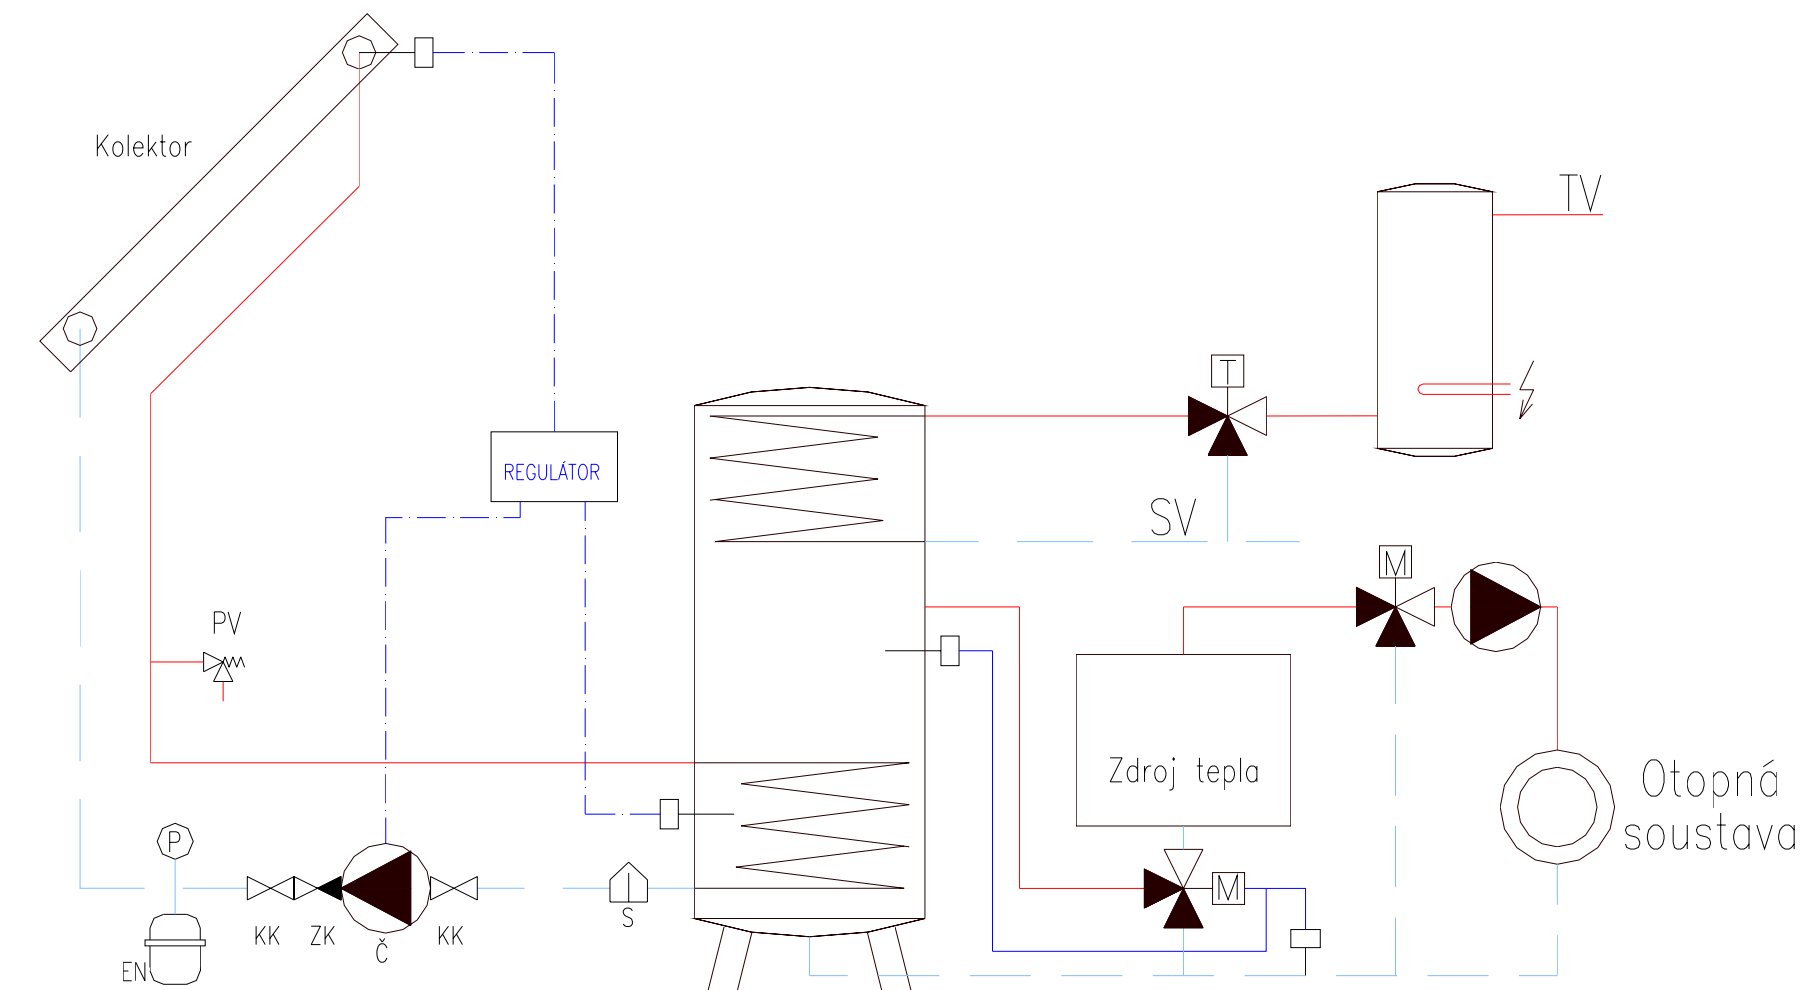 Kolektor
TV
T
REGULÁTOR
SV
M
PV
Zdroj tepla
Otopná
soustava
P
M
S
KK
ZK
Č
KK
EN